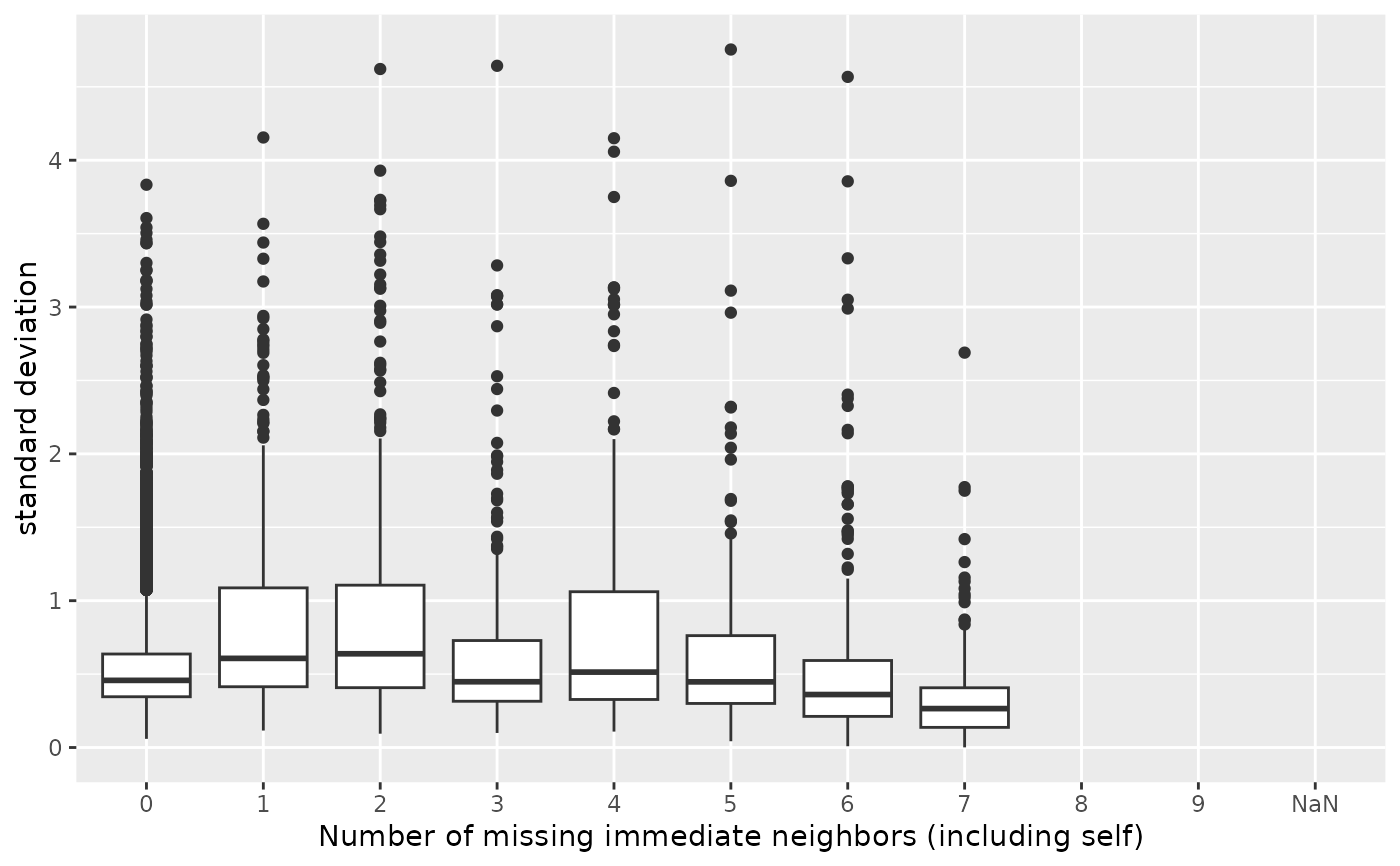 standard deviation
4
3
2
1
0
0 1 2 3 4 5 6 7 8 9 NaN
Number of missing immediate neighbors (including self)